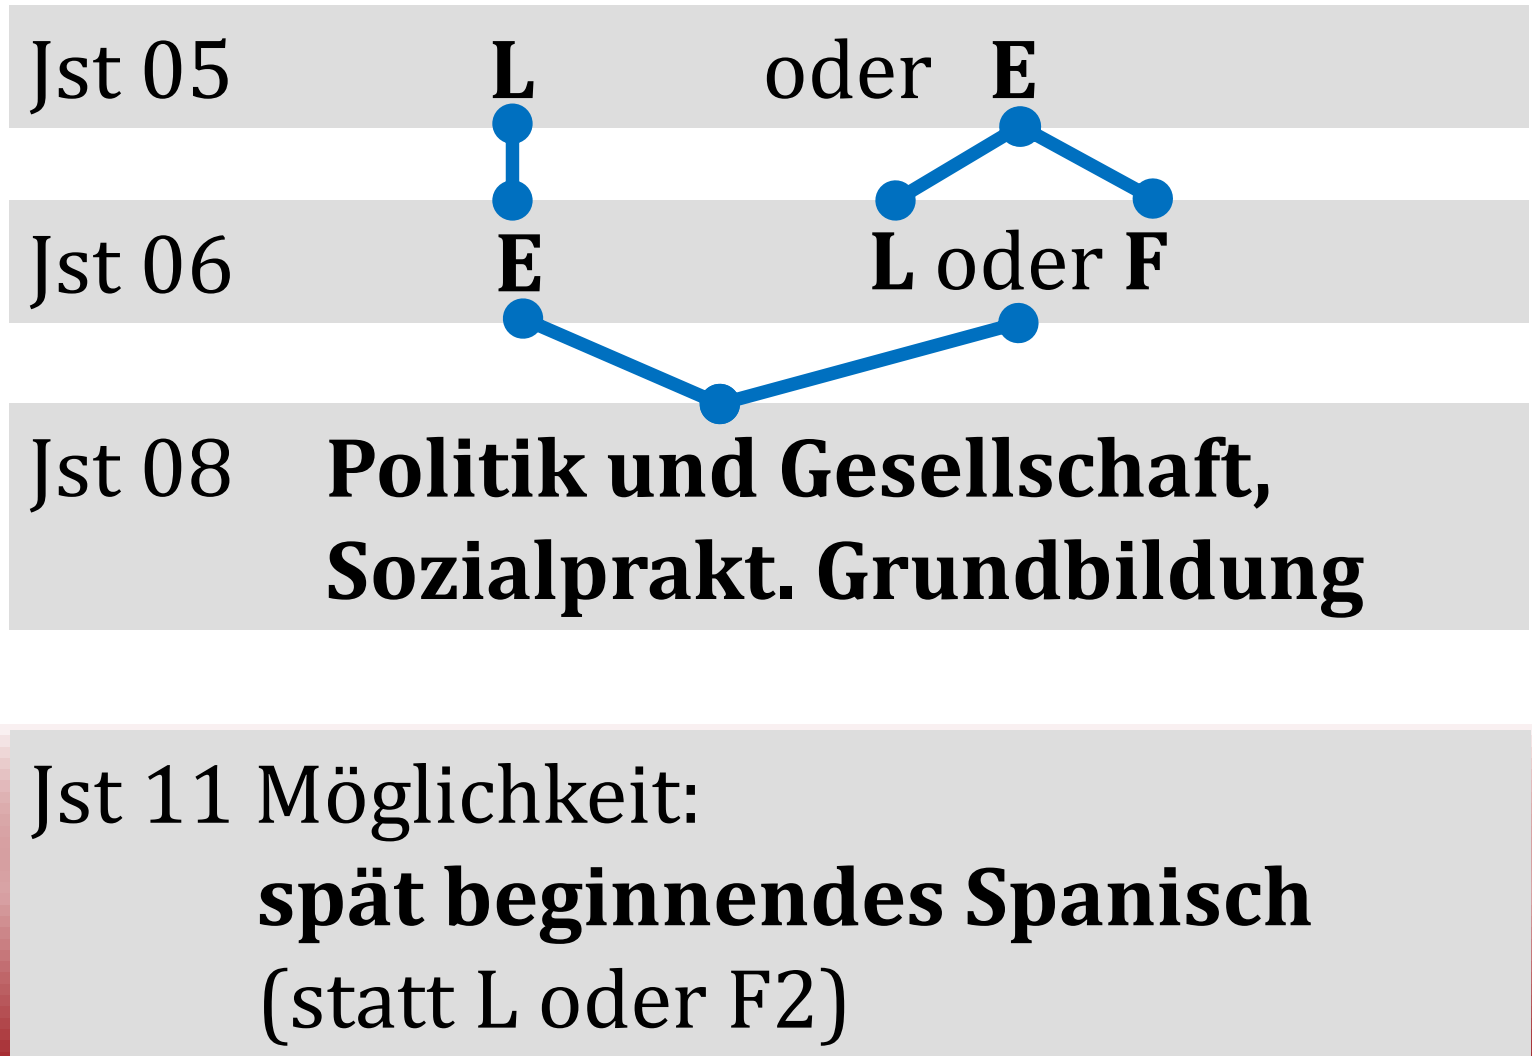 Jst 05 L oder E
Jst 06 E L oder F
Jst 08 Politik und Gesellschaft,
Sozialprakt. Grundbildung
Jst 11 Möglichkeit:
spät beginnendes Spanisch
(statt L oder F2)